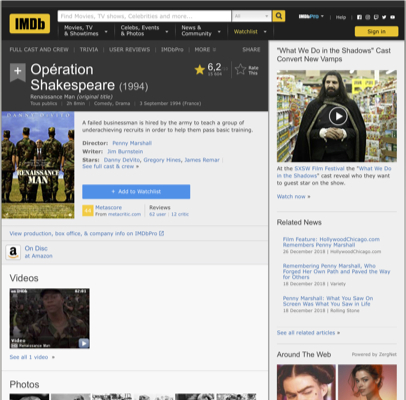 IMDb
Find Movies, TV shows, Celebrities and more...
All
IMDbPro
Help
Movies, TV
& Showtimes
Celebs, Events
& Photos
News &
Community
Watchlist
Sign in
FULL CAST AND CREW | TRIVIA | USER REVIEWS | IMDbPro | MORE
SHARE
Opération
Shakespeare (1994)
Renaissance Man (original title)
Tous publics | 2h 8min | Comedy, Drama | 3 September 1994 (France)
6,2
Rate
This
RENAISSANCE
MAN
A failed businessman is hired by the army to teach a group of
underachieving recruits in order to help them pass basic training.
Director: Penny Marshall
Writer: Jim Burnstein
Stars: Danny DeVito, Gregory Hines, James Remar |
See full cast & crew »
+ Add to Watchlist
Metascore
From metacritic.com
Reviews
62 user | 12 critic
View production, box office, & company info on IMDbPro
On Disc
at Amazon
Videos
Video
Renaissance Man
See all 1 video »
Photos
"What We Do in the Shadows" Cast
Convert New Vamps
At the SXSW Film Festival the "What We
Do in the Shadows" cast reveal who they
want to guest star on the show.
Watch now »
Related News
Film Feature: HollywoodChicago.com
Remembers Penny Marshall
26 December 2018 | HollywoodChicago.com
Remembering Penny Marshall, Who
Forged Her Own Path and Paved the Way
for Others
18 December 2018 | Variety
Penny Marshall: What You Saw On
Screen Was What You Saw in Life
18 December 2018 | Rolling Stone
See all related articles »
Around The Web
Powered by ZergNet